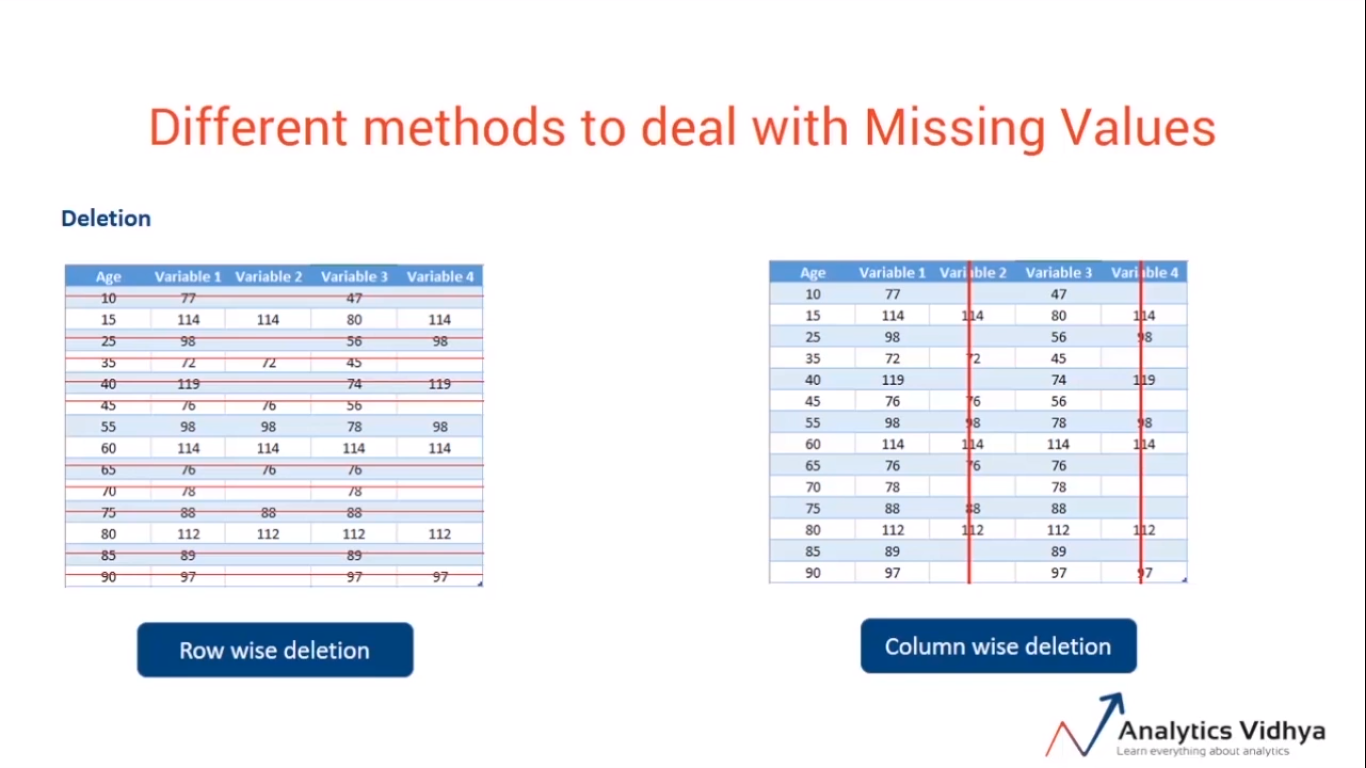 Different methods to deal with Missing Values
Deletion
Age Variable 1 Variable 2 Variable 3 Variable 4
10 77 47
15 114 114 80 114
25 98 56 98
35 72 72 45
40 119 74 119
45 76 76 56
55 98 98 78 98
60 114 114 114 114
65 76 76 76
70 78 78
75 88 88 88
80 112 112 112 112
85 89 89
90 97 97 97
Row wise deletion
Age Variable 1 Variable 2 Variable 3 Variable 4
10 77 47
15 114 114 80 114
25 98 56 98
35 72 72 45
40 119 74 119
45 76 76 56
55 98 98 78 98
60 114 114 114 114
65 76 76 76
70 78 78
75 88 88 88
80 112 112 112 112
85 89 89
90 97 97 97
Column wise deletion
Analytics Vidhya
Learn everything about analytics